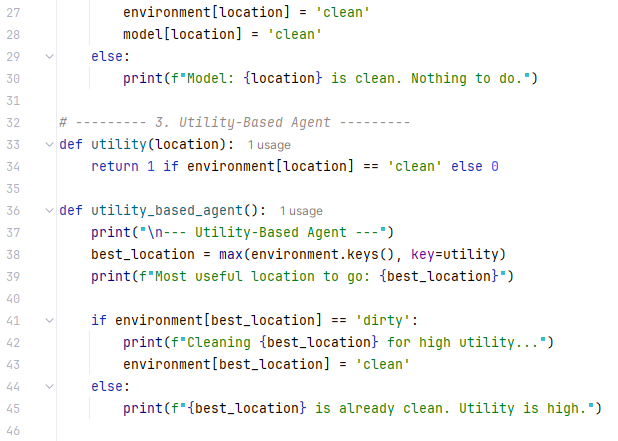 27 environment[location] = 'clean'
28 model[location] = 'clean'
29 else:
30 print(f"Model: {location} is clean. Nothing to do.")
31
32 # --------- 3. Utility-Based Agent ---------
33 def utility(location): 1 usage
34 return 1 if environment[location] == 'clean' else 0
35
36 def utility_based_agent(): 1 usage
37 print("\n--- Utility-Based Agent ---")
38 best_location = max(environment.keys(), key=utility)
39 print(f"Most useful location to go: {best_location}")
40
41 if environment[best_location] == 'dirty':
42 print(f"Cleaning {best_location} for high utility...")
43 environment[best_location] = 'clean'
44 else:
45 print(f"{best_location} is already clean. Utility is high.")
46